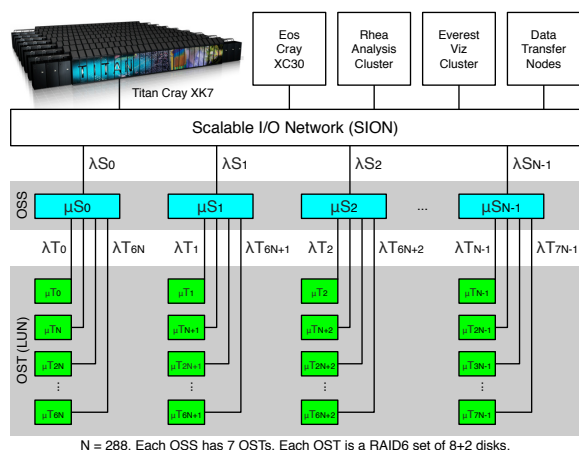 Eos
Cray
XC30
Rhea
Analysis
Cluster
Everest
Viz
Cluster
Data
Transfer
Nodes
TITAN
Titan Cray XK7
Scalable I/O Network (SION)
λS0 λS1 λS2 λSN-1
OSS
μS0 μS1 μS2 ... μSN-1
λT0 λT6N λT1 λT6N+1 λT2 λT6N+2 λTN-1 λT7N-1
OST (LUN)
μT0 μT1 μT2 μTN-1
μTN μTN+1 μTN+2 μT2N-1
μT2N μT2N+1 μT2N+2 μT3N-1
⋮ ⋮ ⋮ ⋮
μT6N μT6N+1 μT6N+2 μT7N-1
N = 288. Each OSS has 7 OSTs. Each OST is a RAID6 set of 8+2 disks.